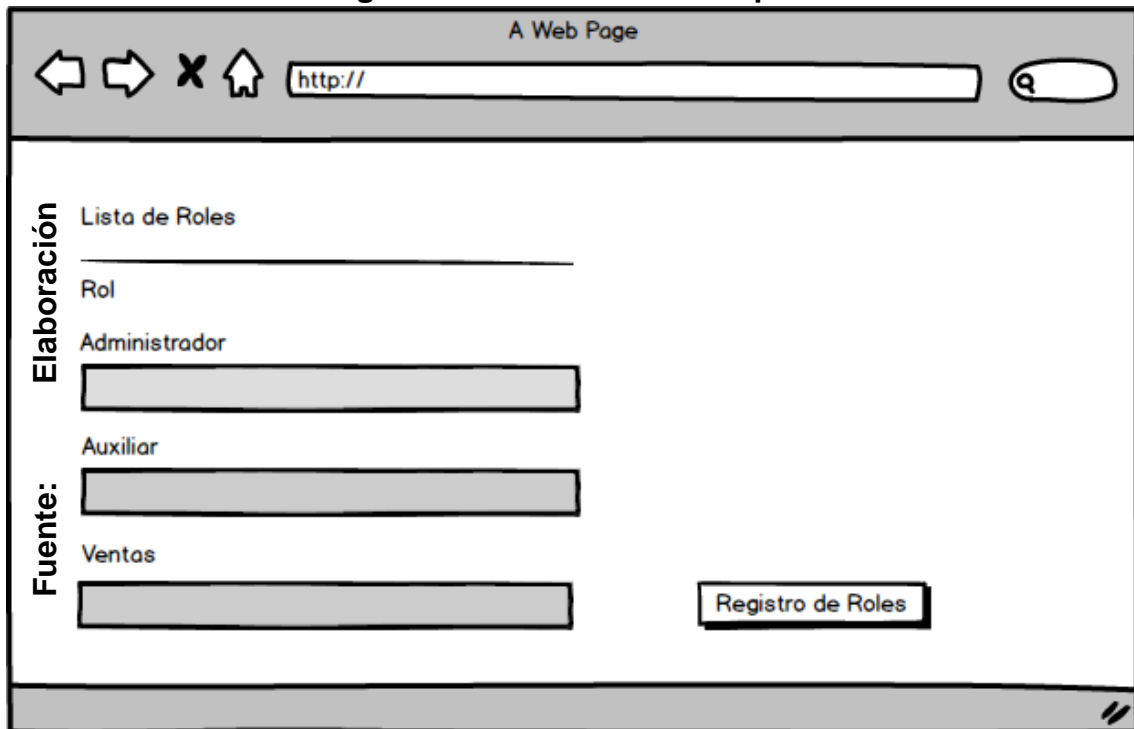 A Web Page
http://
Lista de Roles
Rol
Administrador
Auxiliar
Ventas
Registro de Roles
Fuente: Elaboración